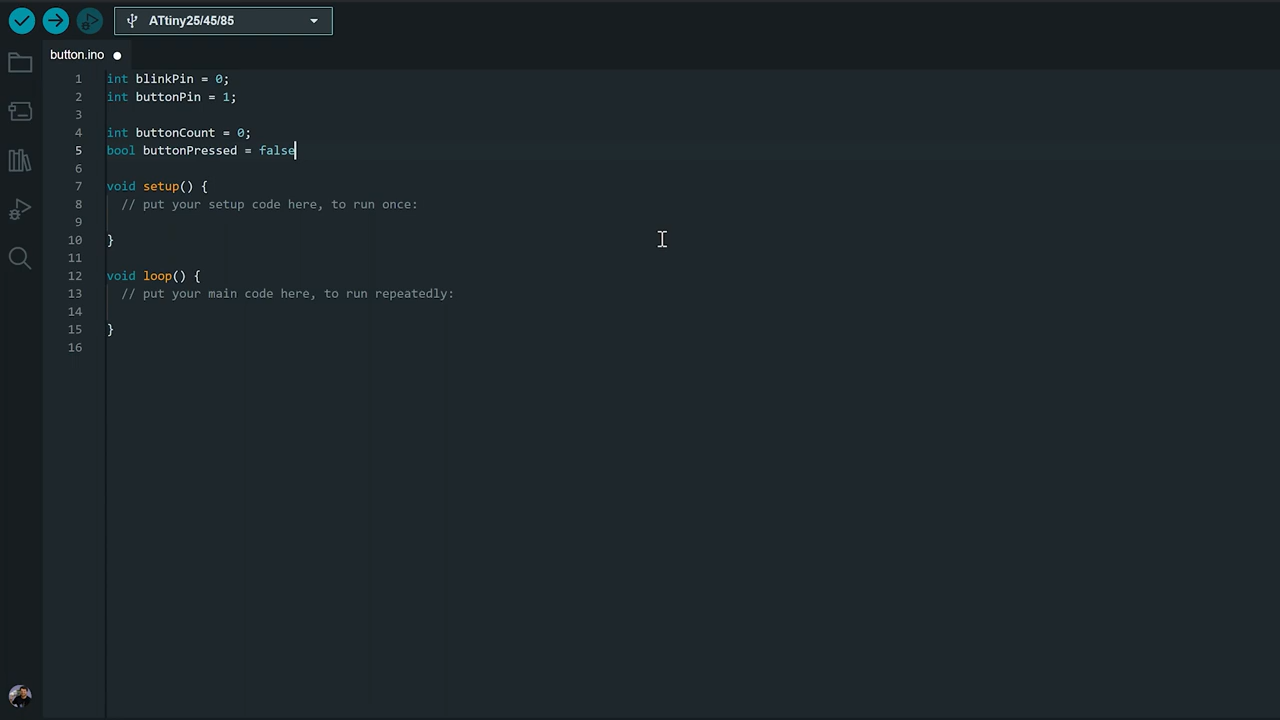 ATtiny25/45/85
button.ino
1 int blinkPin = 0;
2 int buttonPin = 1;
3
4 int buttonCount = 0;
5 bool buttonPressed = false
6
7 void setup() {
8 // put your setup code here, to run once:
9
10 }
11
12 void loop() {
13 // put your main code here, to run repeatedly:
14
15 }
16